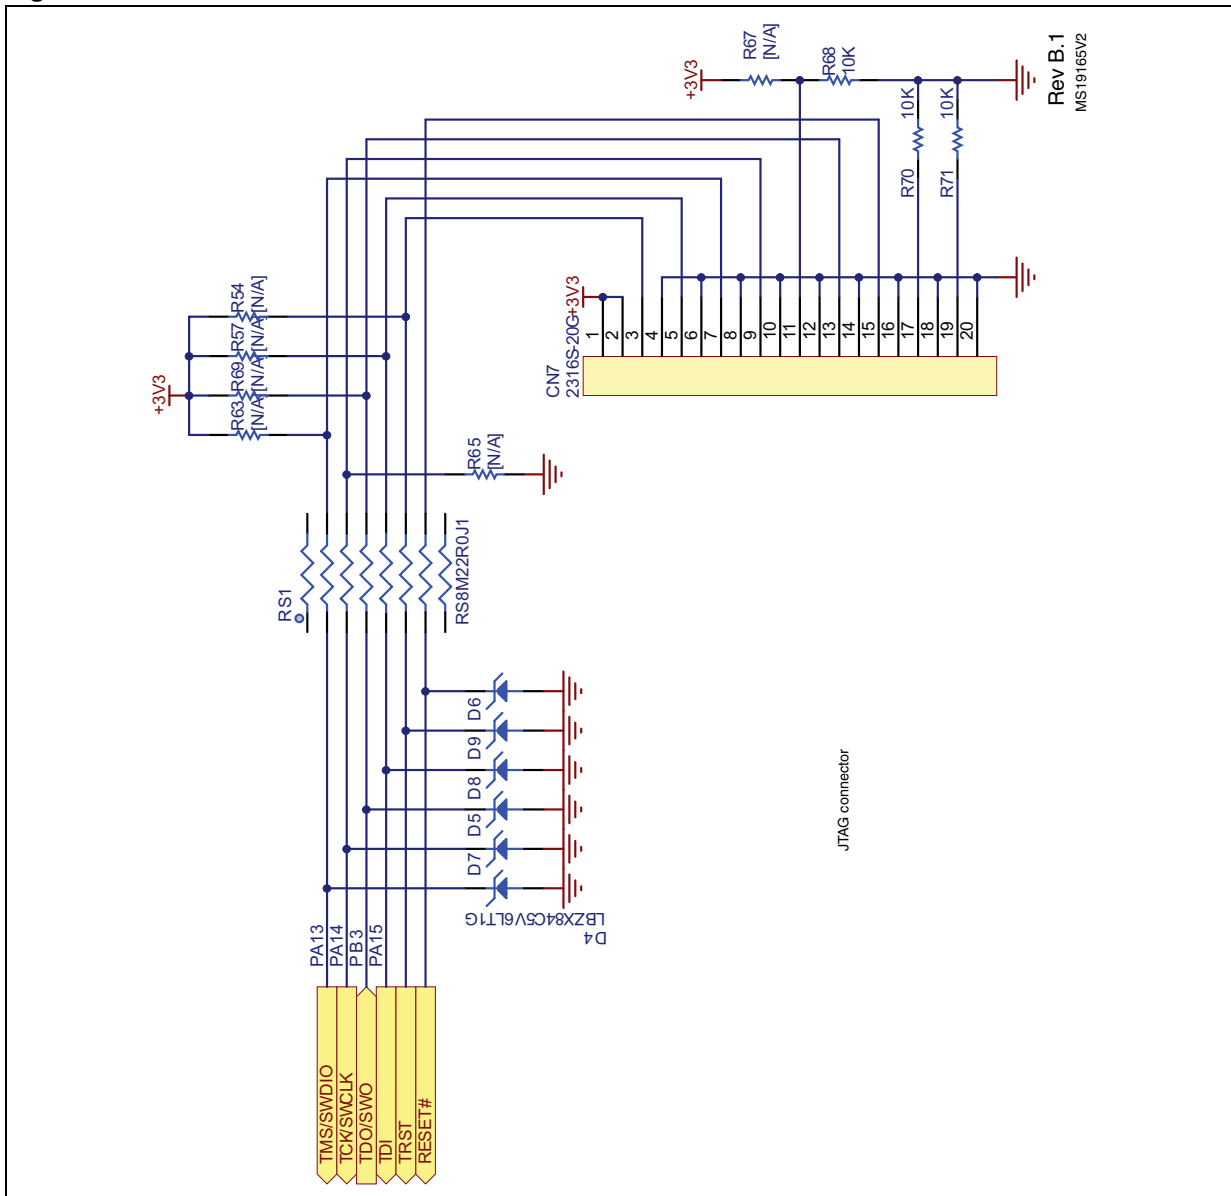 +3V3
R67
[N/A]
R68
10K
10K
10K
R70
R71
Rev B.1
MS19165V2
+3V3
R54
[N/A]
R57
[N/A]
R69
[N/A]
R63
[N/A]
+3V3
CN7
2316S-20G
1
2
3
4
5
6
7
8
9
10
11
12
13
14
15
16
17
18
19
20
R65
[N/A]
RS1
RS8M22R0J1
D6
D9
D8
D5
D7
LBZX84C5V6LT1G
D4
JTAG connector
PA13
PA14
PB3
PA15
TMS/SWDIO
TCK/SWCLK
TDO/SWO
TDI
TRST
RESET#